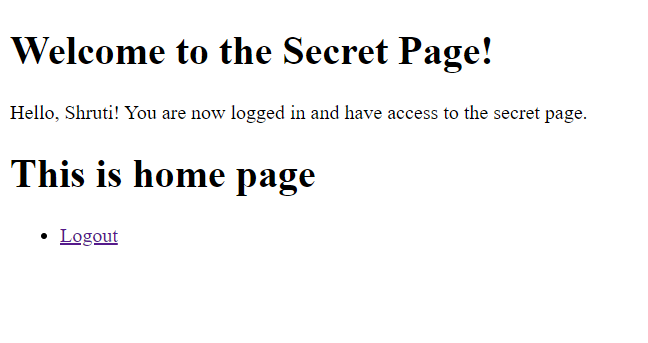 Welcome to the Secret Page!
Hello, Shruti! You are now logged in and have access to the secret page.
This is home page
Logout